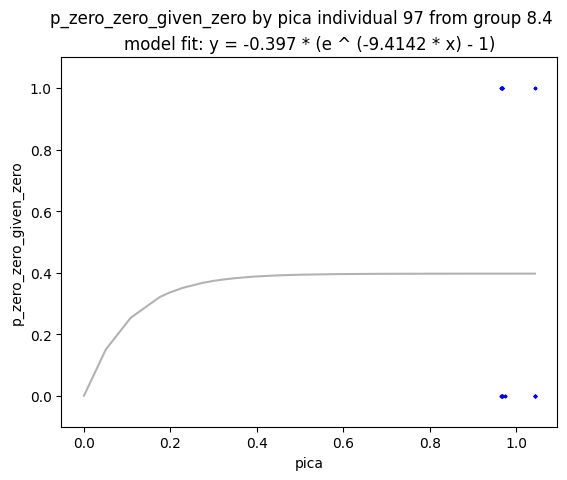 p_zero_zero_given_zero by pica individual 97 from group 8.4
model fit: y = -0.397 * (e ^ (-9.4142 * x) - 1)
1.0
0.8
0.6
0.4
0.2
0.0
p_zero_zero_given_zero
0.0 0.2 0.4 0.6 0.8 1.0
pica